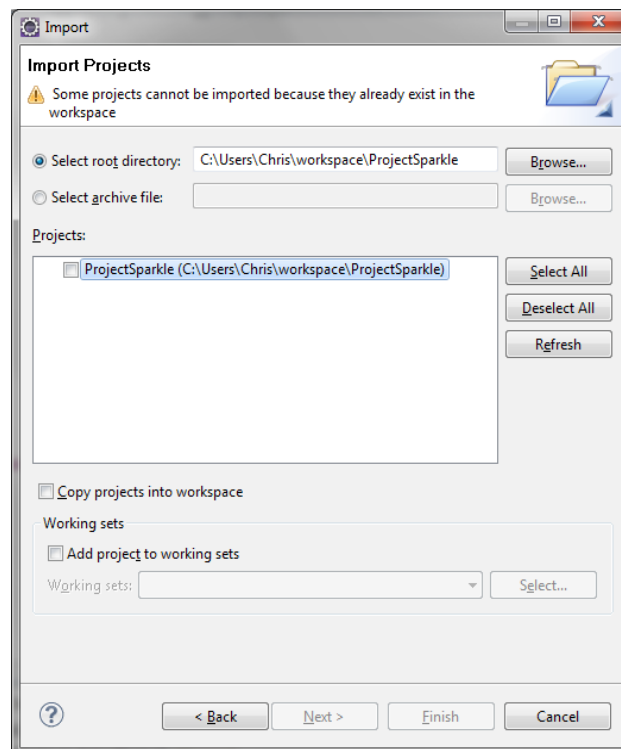 Import
Import Projects
Some projects cannot be imported because they already exist in the
workspace
Select root directory: C:\Users\Chris\workspace\ProjectSparkle Browse...
Select archive file: Browse...
Projects:
ProjectSparkle (C:\Users\Chris\workspace\ProjectSparkle)
Select All
Deselect All
Refresh
Copy projects into workspace
Working sets
Add project to working sets
Working sets: Select...
? < Back Next > Finish Cancel